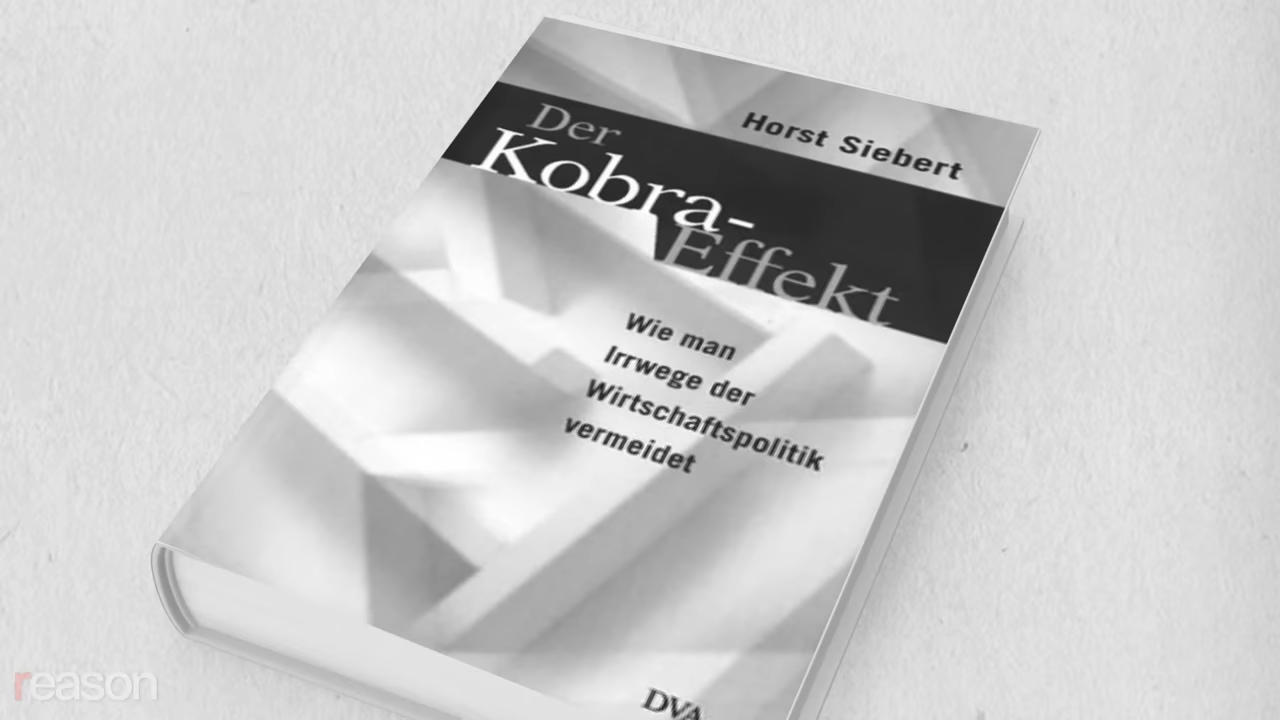 Horst Siebert
Der
Kobra-
Effekt
Wie man
Irrwege der
Wirtschaftspolitik
vermeidet
DVA
reason